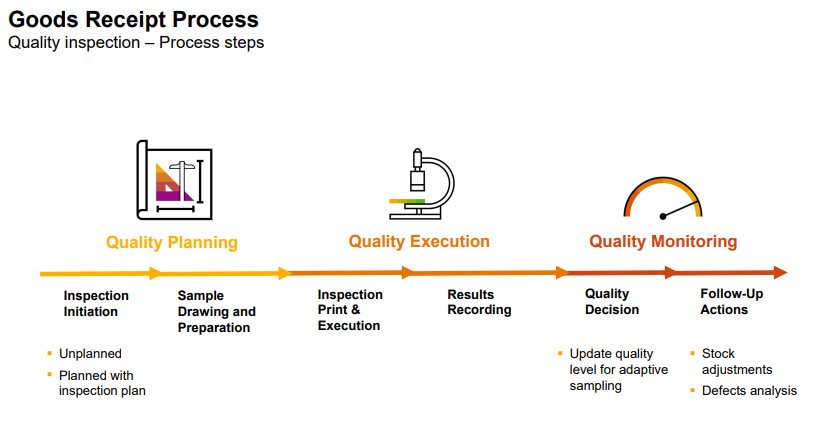 Goods Receipt Process
Quality inspection – Process steps
Quality Planning
Quality Execution
Quality Monitoring
Inspection
Initiation
Sample
Drawing and
Preparation
Inspection
Print &
Execution
Results
Recording
Quality
Decision
Follow-Up
Actions
▪ Unplanned
▪ Planned with
inspection plan
▪ Update quality
level for adaptive
sampling
▪ Stock
adjustments
▪ Defects analysis